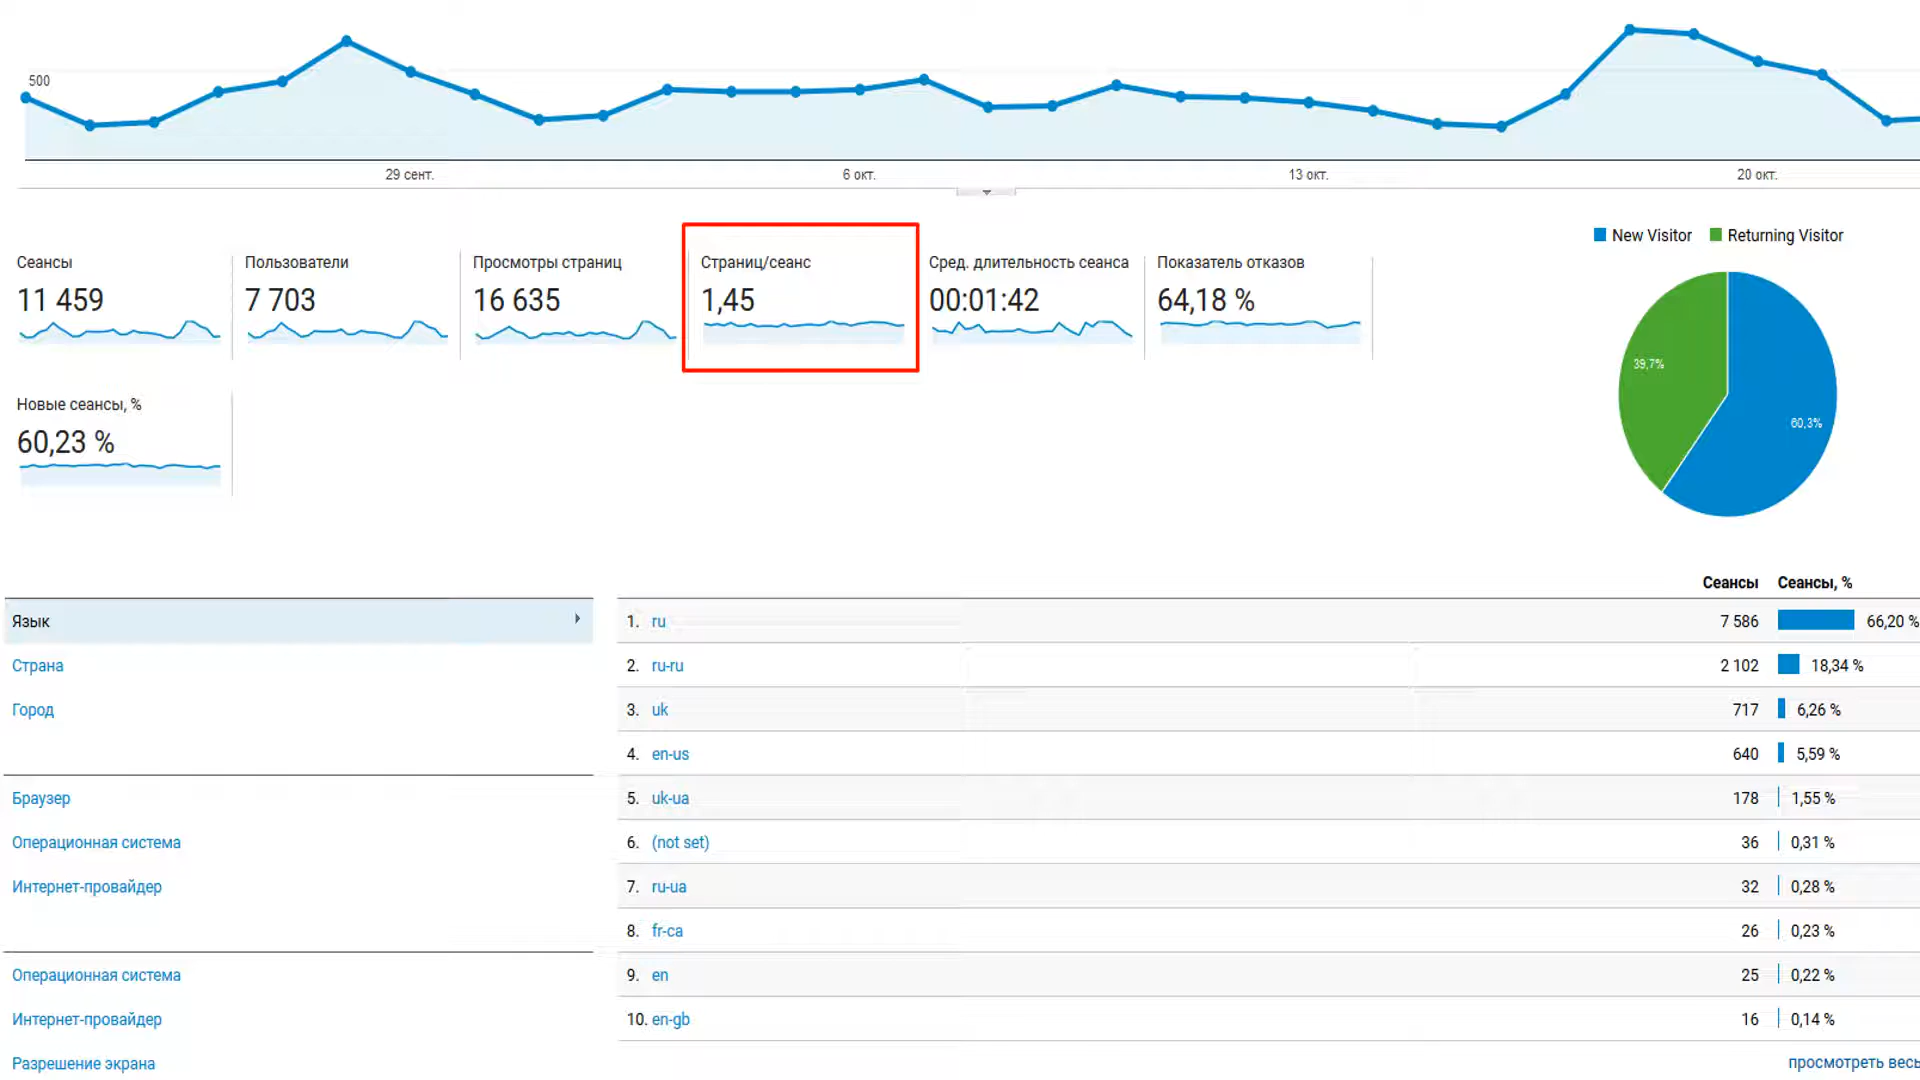 500
29 сент.
6 окт.
13 окт.
20 окт.
New Visitor
Returning Visitor
Сеансы
11 459
Пользователи
7 703
Просмотры страниц
16 635
Страниц/сеанс
1,45
Сред. длительность сеанса
00:01:42
Показатель отказов
64,18 %
39,7%
60,3%
Новые сеансы, %
60,23 %
Сеансы Сеансы, %
Язык
Страна
Город
Браузер
Операционная система
Интернет-провайдер
Операционная система
Интернет-провайдер
Разрешение экрана
1. ru 7 586 66,20 %
2. ru-ru 2 102 18,34 %
3. uk 717 6,26 %
4. en-us 640 5,59 %
5. uk-ua 178 1,55 %
6. (not set) 36 0,31 %
7. ru-ua 32 0,28 %
8. fr-ca 26 0,23 %
9. en 25 0,22 %
10. en-gb 16 0,14 %
просмотреть весь